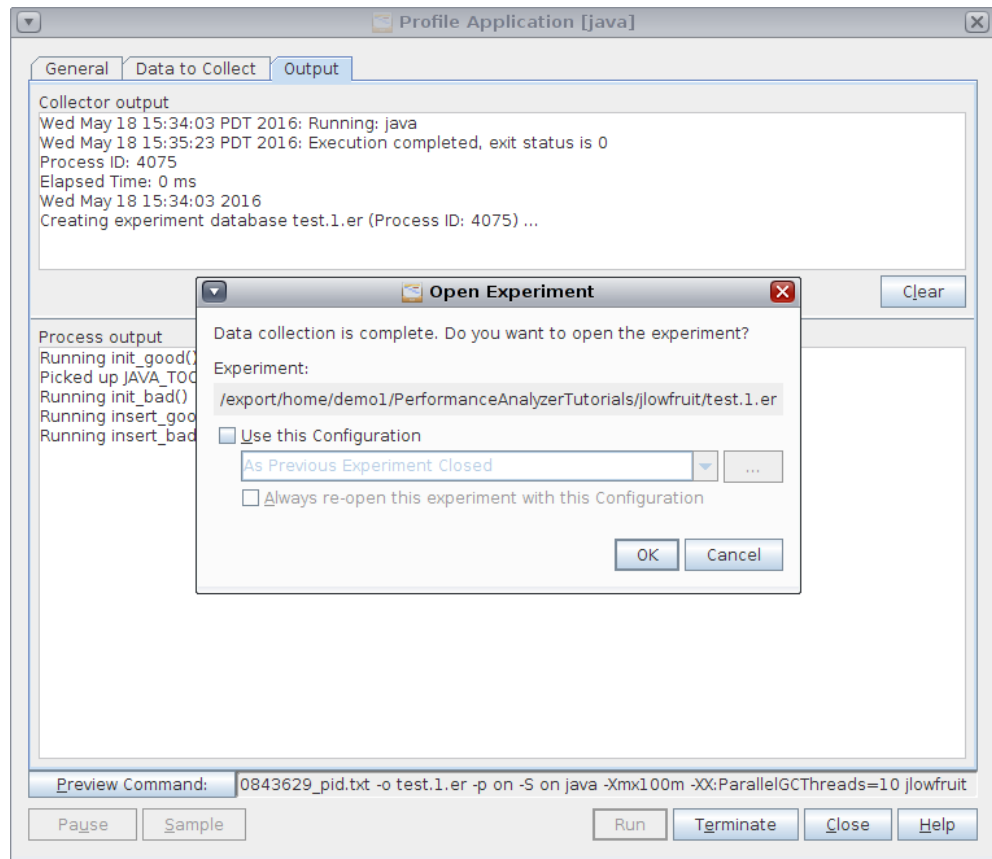 Profile Application [java]
General
Data to Collect
Output
Collector output
Wed May 18 15:34:03 PDT 2016: Running: java
Wed May 18 15:35:23 PDT 2016: Execution completed, exit status is 0
Process ID: 4075
Elapsed Time: 0 ms
Wed May 18 15:34:03 2016
Creating experiment database test.1.er (Process ID: 4075) ...
Clear
Process output
Running init_good()
Picked up JAVA_TOO
Running init_bad()
Running insert_goo
Running insert_bad
Open Experiment
Data collection is complete. Do you want to open the experiment?
Experiment:
/export/home/demo1/PerformanceAnalyzerTutorials/jlowfruit/test.1.er
Use this Configuration
As Previous Experiment Closed
...
Always re-open this experiment with this Configuration
OK
Cancel
Preview Command:
0843629_pid.txt -o test.1.er -p on -S on java -Xmx100m -XX:ParallelGCThreads=10 jlowfruit
Pause
Sample
Run
Terminate
Close
Help